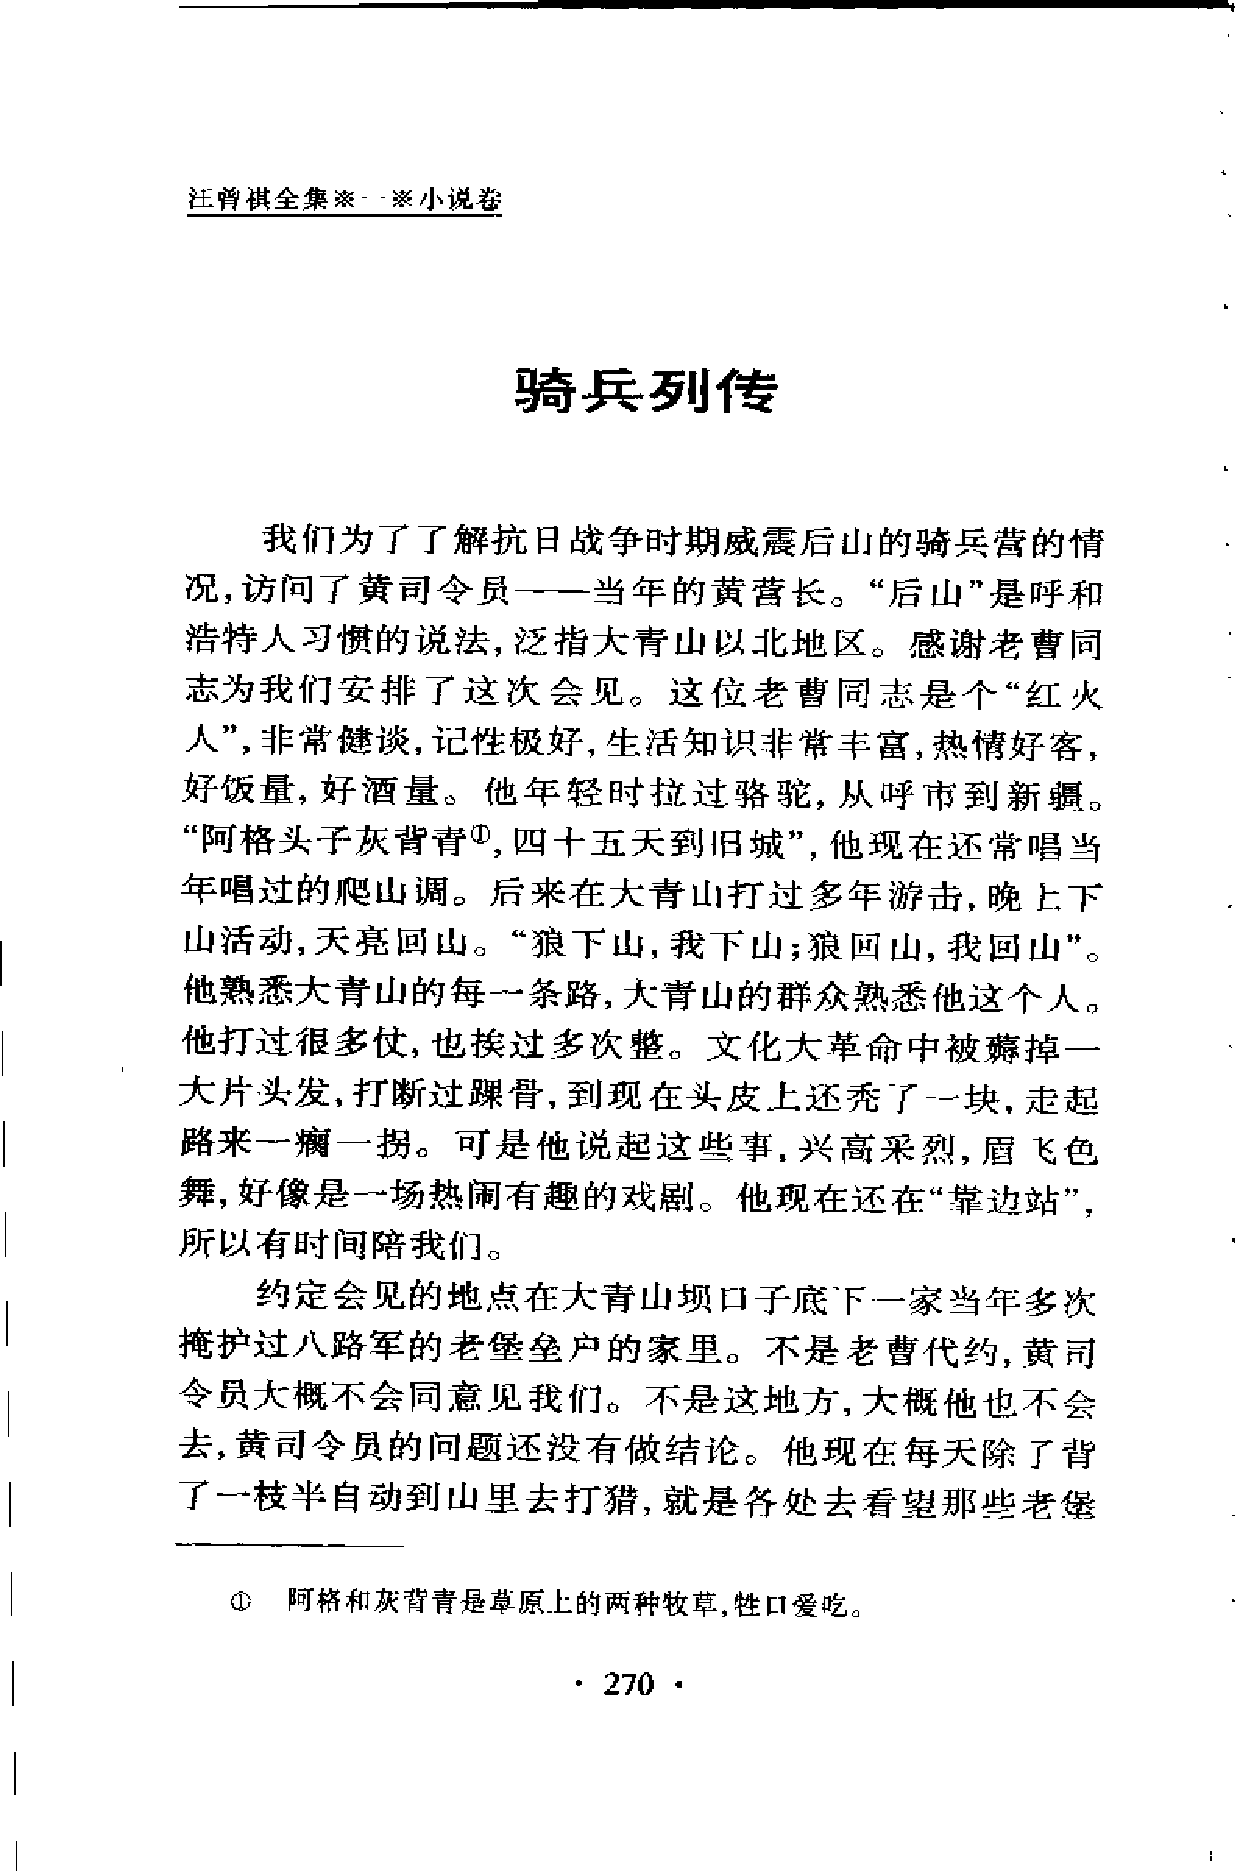 汪曾祺全集※一※小说卷
骑兵列传
我们为了了解抗日战争时期威震后山的骑兵营的情
况,访问了黄司令员——当年的黄营长。“后山”是呼和
浩特人习惯的说法,泛指大青山以北地区。感谢老曹同
志为我们安排了这次会见。这位老曹同志是个“红火
人”,非常健谈,记性极好,生活知识非常丰富,热情好客,
好饭量,好酒量。他年轻时拉过骆驼,从呼市到新疆。
“阿格头子灰背青①,四十五天到旧城”,他现在还常唱当
年唱过的爬山调。后来在大青山打过多年游击,晚上下
山活动,天亮回山。“狼下山,我下山;狼回山,我回山”。
他熟悉大青山的每一条路,大青山的群众熟悉他这个人。
他打过很多仗,也挨过多次整。文化大革命中被薅掉一
大片头发,打断过踝骨,到现在头皮上还秃了一块,走起
路来一瘸一拐。可是他说起这些事,兴高采烈,眉飞色
舞,好像是一场热闹有趣的戏剧。他现在还在“靠边站”,
所以有时间陪我们。
约定会见的地点在大青山坝口子底下一家当年多次
掩护过八路军的老堡垒户的家里。不是老曹代约,黄司
令员大概不会同意见我们。不是这地方,大概他也不会
去,黄司令员的问题还没有做结论。他现在每天除了背
了一枝半自动到山里去打猎,就是各处去看望那些老堡
① 阿格和灰背青是草原上的两种牧草,牲口爱吃。
· 270 ·